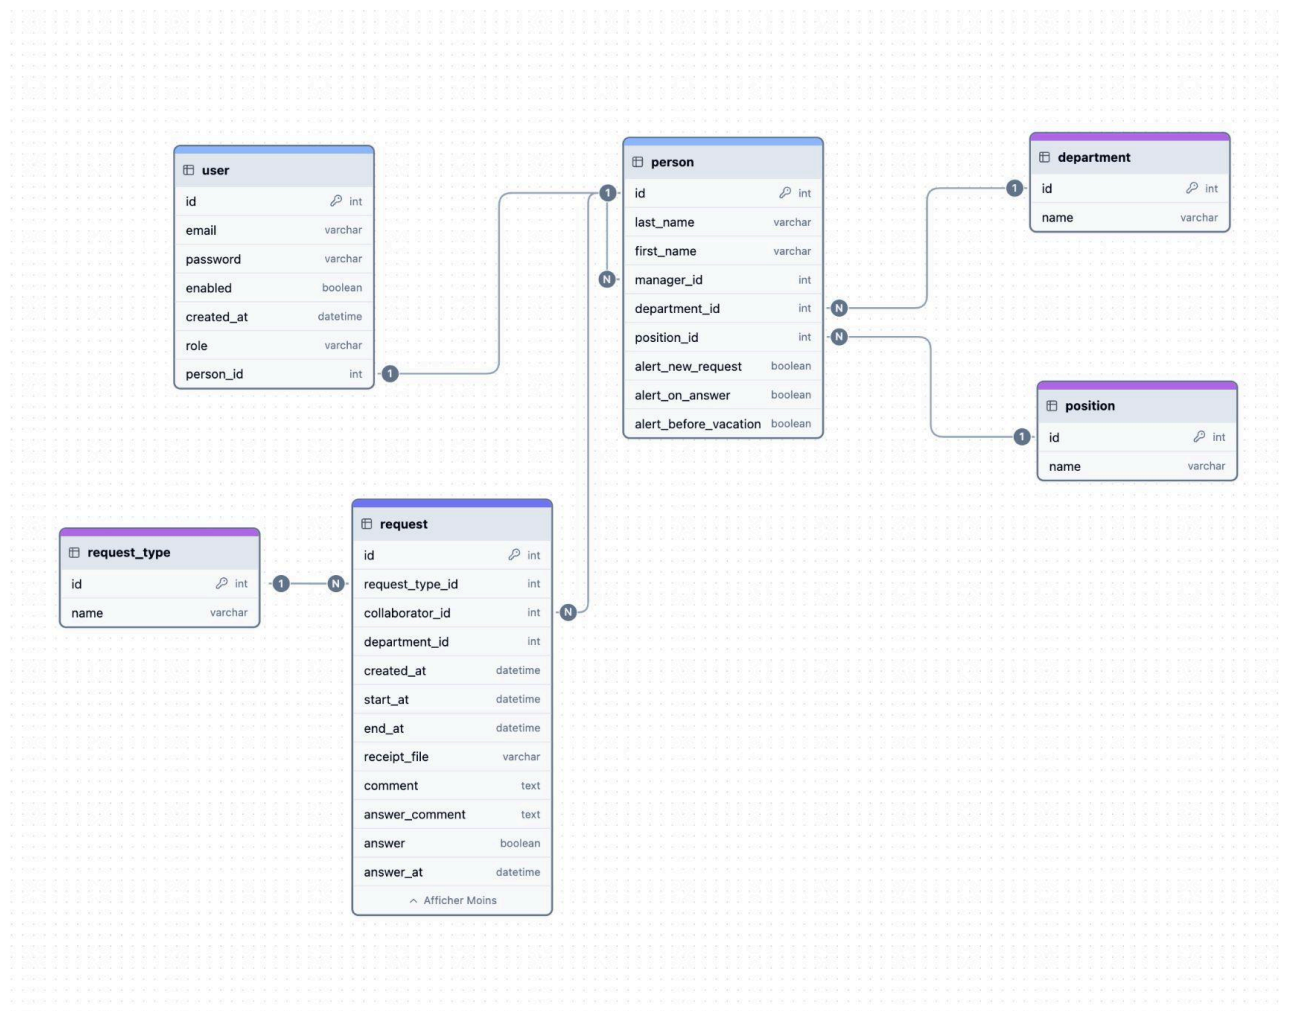 user
id int
email varchar
password varchar
enabled boolean
created_at datetime
role varchar
person_id int
1
person
1
id int
last_name varchar
first_name varchar
N
manager_id int
department_id int
N
position_id int
N
alert_new_request boolean
alert_on_answer boolean
alert_before_vacation boolean
department
1
id int
name varchar
position
1
id int
name varchar
request_type
id int
1
name varchar
request
id int
N
request_type_id int
collaborator_id int
N
department_id int
created_at datetime
start_at datetime
end_at datetime
receipt_file varchar
comment text
answer_comment text
answer boolean
answer_at datetime
Afficher Moins